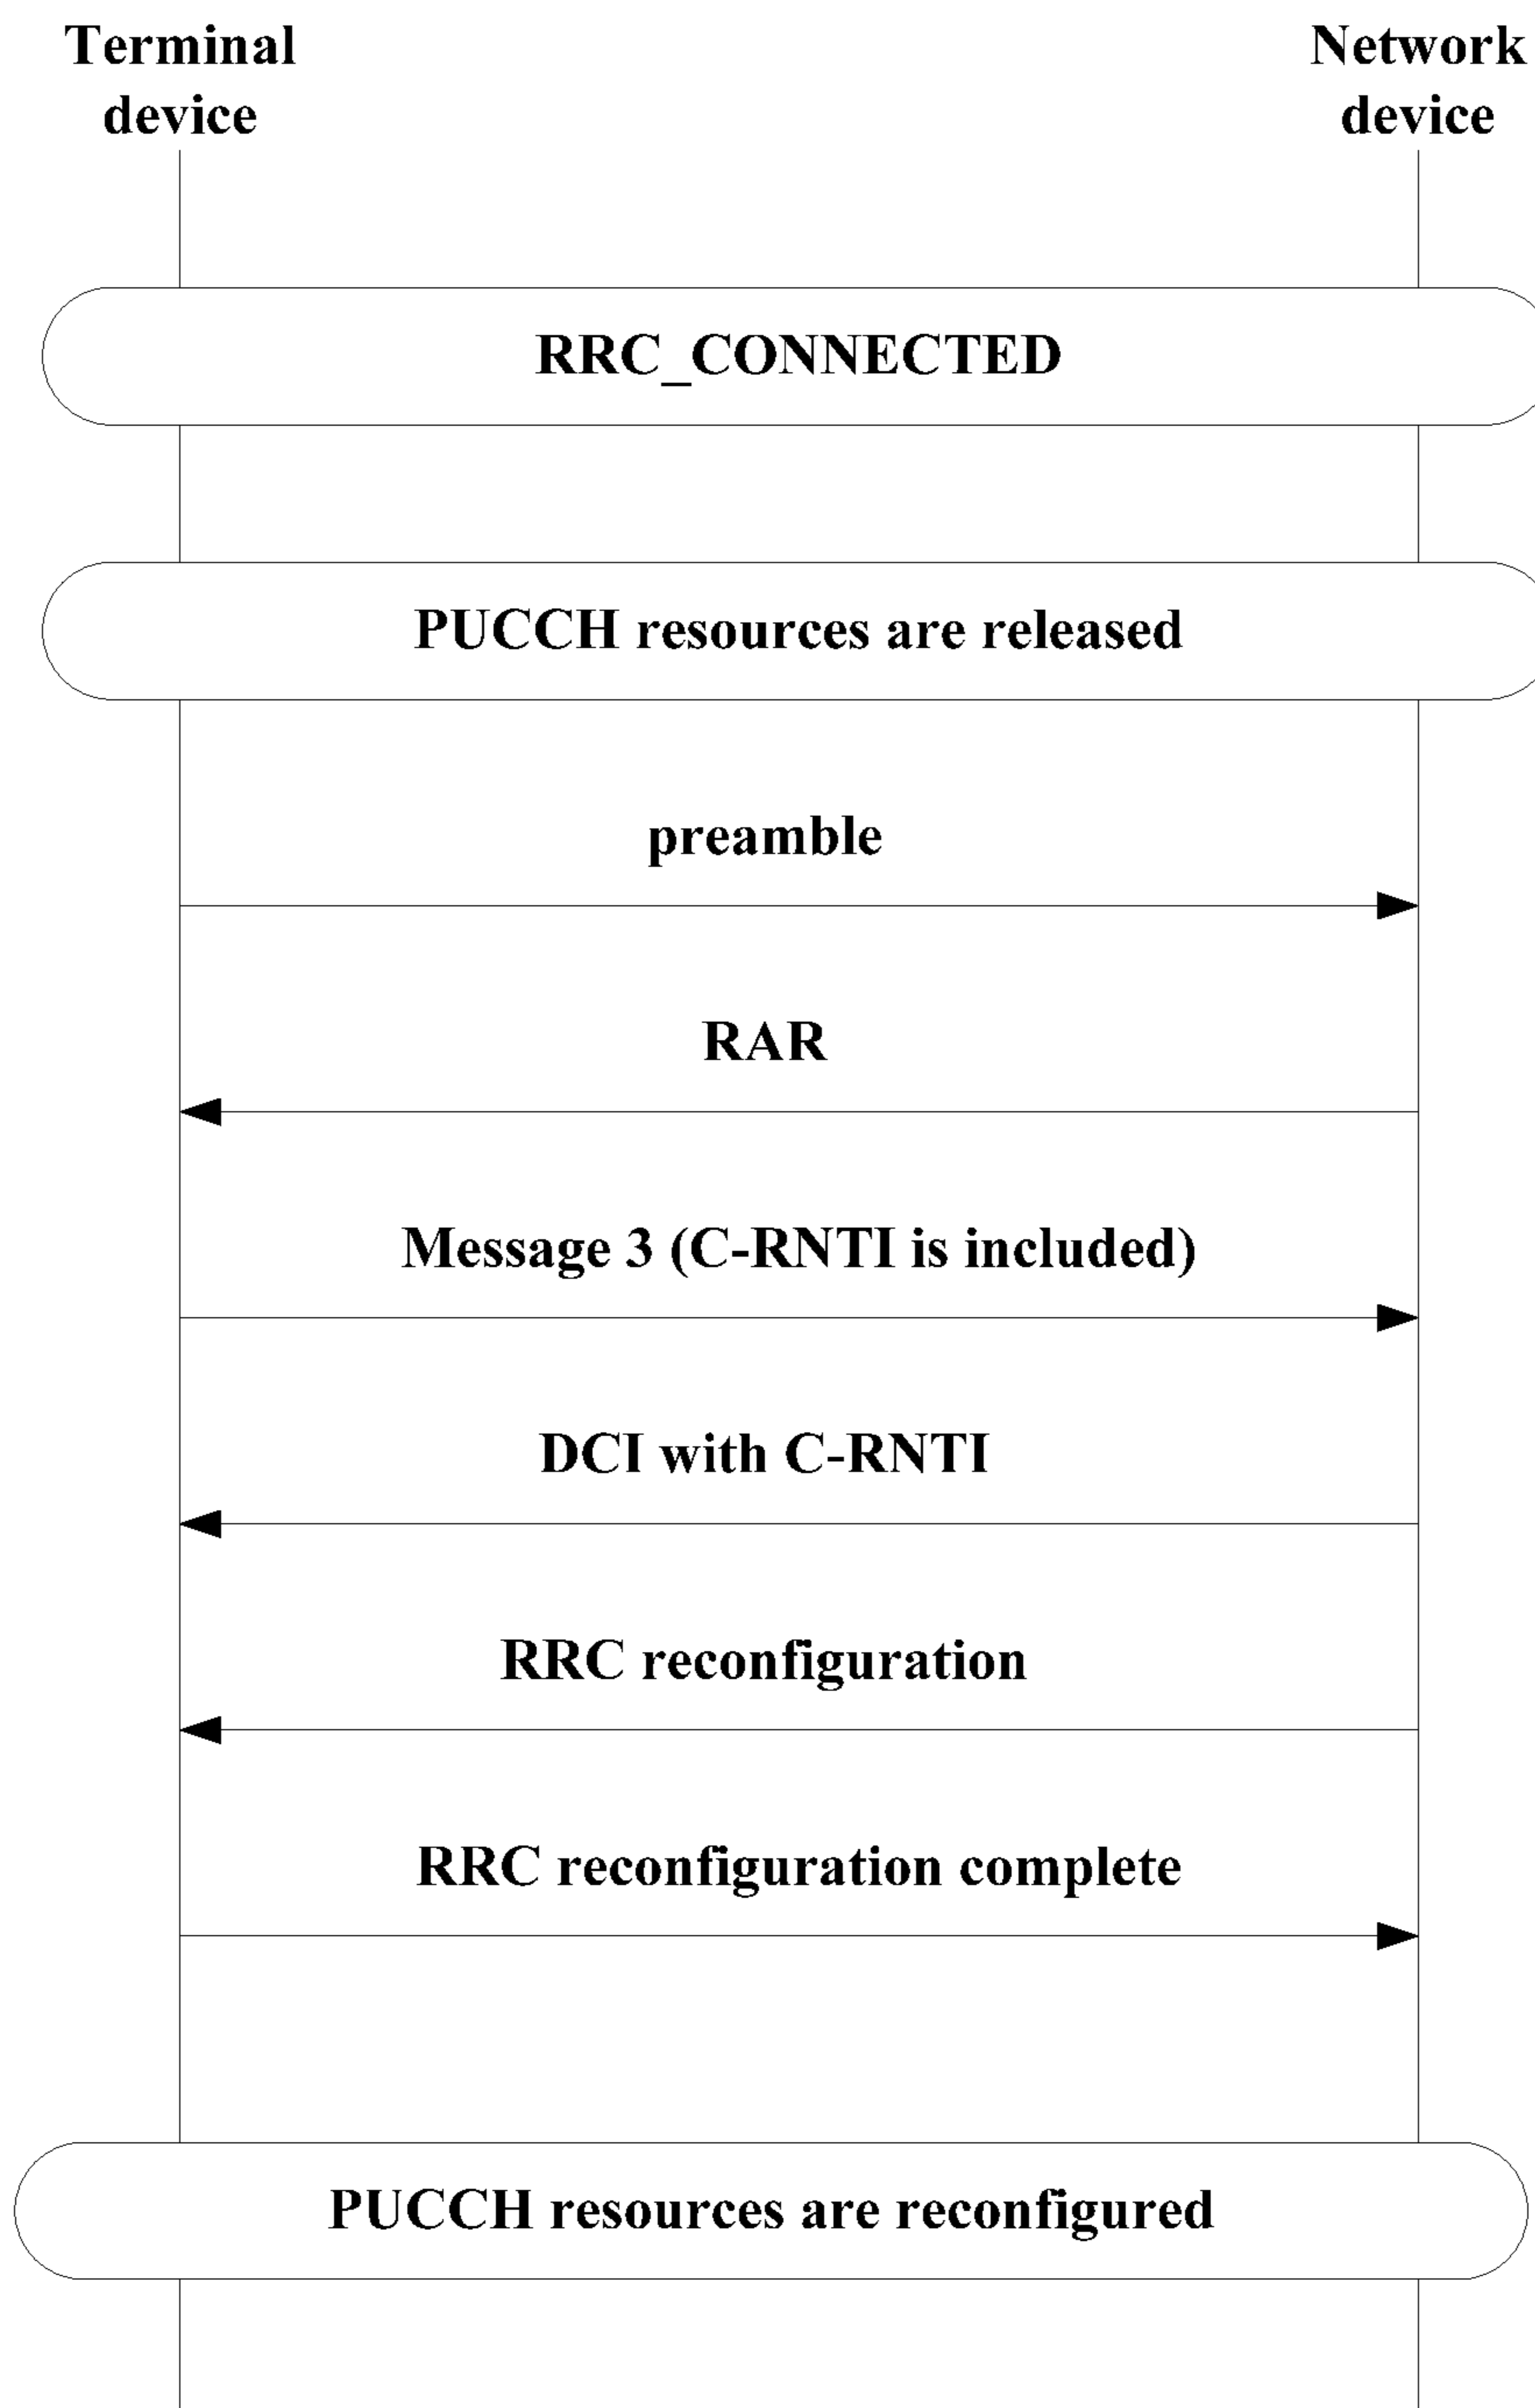 Terminal
device
Network
device
RRC_CONNECTED
PUCCH resources are released
preamble
RAR
Message 3 (C-RNTI is included)
DCI with C-RNTI
RRC reconfiguration
RRC reconfiguration complete
PUCCH resources are reconfigured